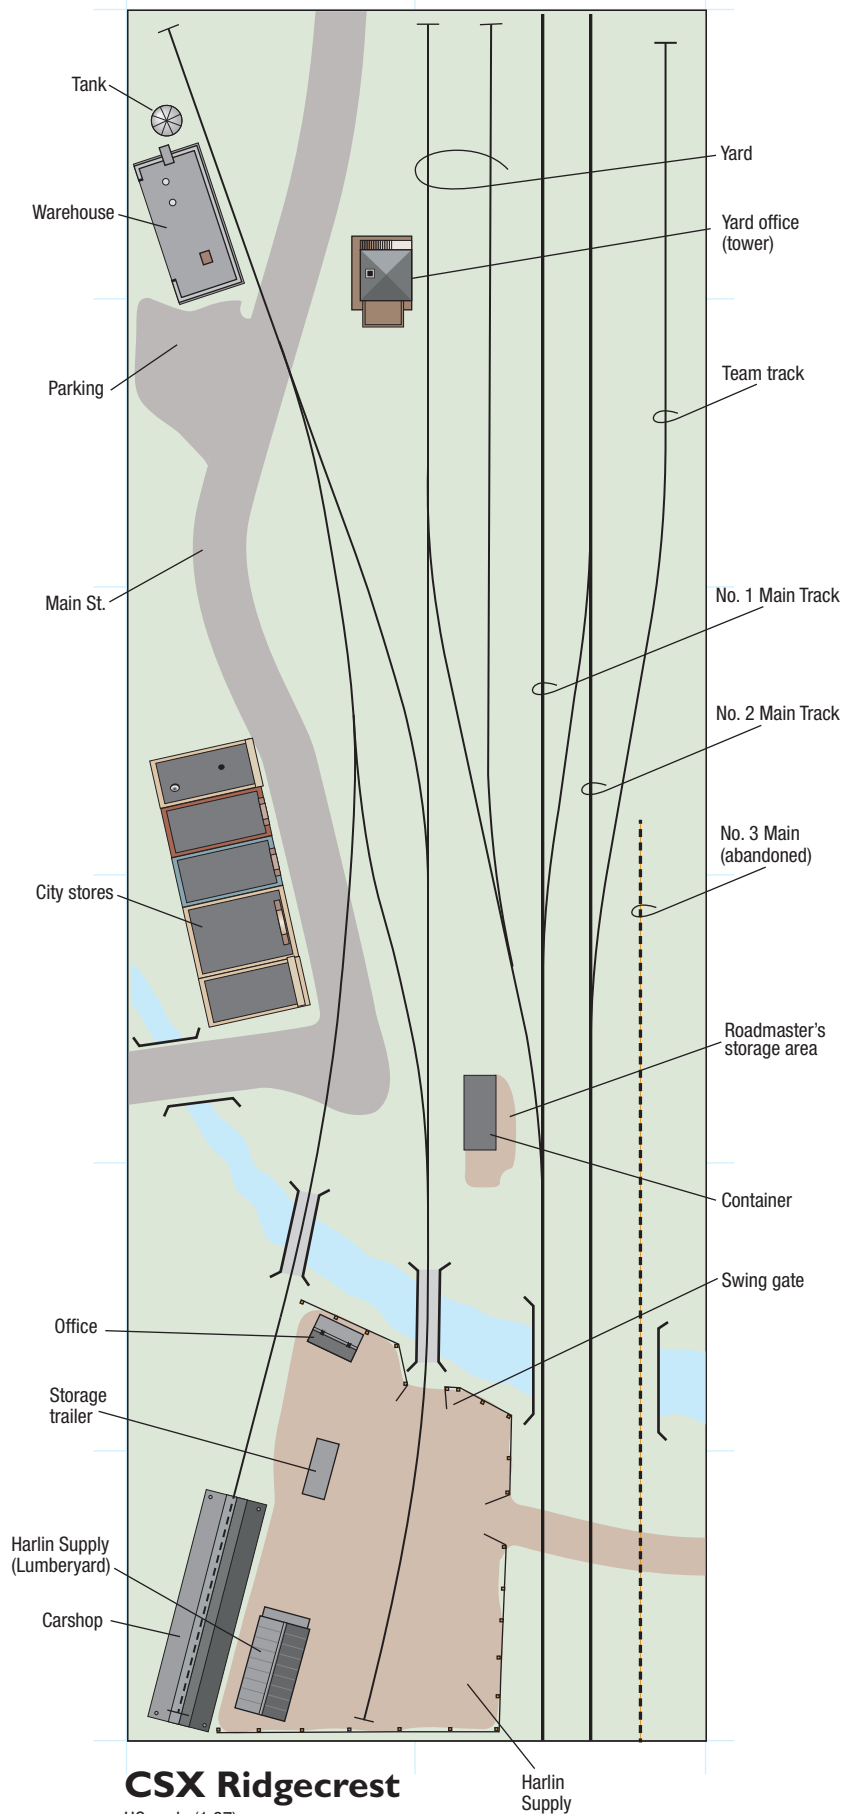 Tank
Warehouse
Parking
Main St.
City stores
Office
Storage
trailer
Harlin Supply
(Lumberyard)
Carshop
Yard
Yard office
(tower)
Team track
No. 1 Main Track
No. 2 Main Track
No. 3 Main
(abandoned)
Roadmaster’s
storage area
Container
Swing gate
Harlin
Supply
CSX Ridgecrest